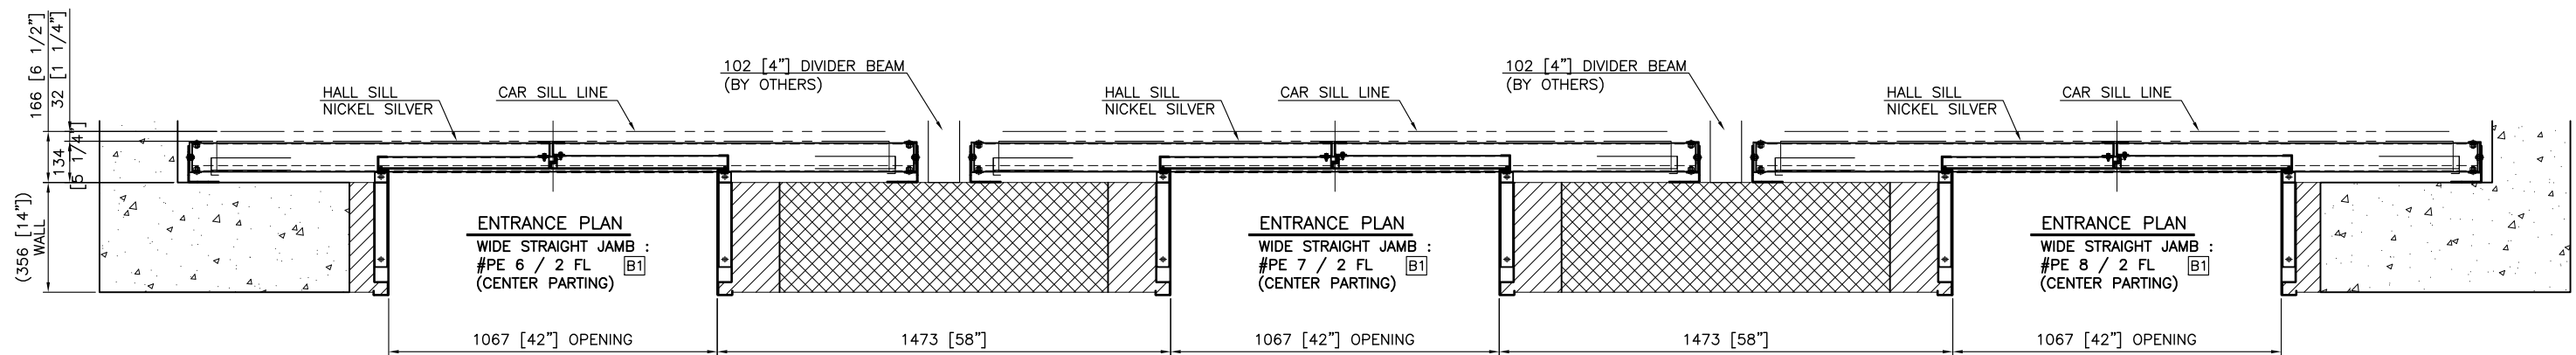 166 [6 1/2"]
32 [1 1/4"]
134
[5 1/4"]
(356 [14"])
WALL
HALL SILL
NICKEL SILVER
CAR SILL LINE
102 [4"] DIVIDER BEAM
(BY OTHERS)
HALL SILL
NICKEL SILVER
CAR SILL LINE
102 [4"] DIVIDER BEAM
(BY OTHERS)
HALL SILL
NICKEL SILVER
CAR SILL LINE
ENTRANCE PLAN
WIDE STRAIGHT JAMB :
#PE 6 / 2 FL B1
(CENTER PARTING)
ENTRANCE PLAN
WIDE STRAIGHT JAMB :
#PE 7 / 2 FL B1
(CENTER PARTING)
ENTRANCE PLAN
WIDE STRAIGHT JAMB :
#PE 8 / 2 FL B1
(CENTER PARTING)
1067 [42"] OPENING
1473 [58"]
1067 [42"] OPENING
1473 [58"]
1067 [42"] OPENING